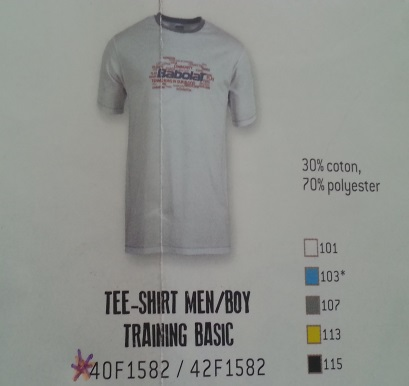 Babolat
30% coton,
70% polyester
101
103*
107
113
115
TEE-SHIRT MEN/BOY
TRAINING BASIC
40F1582 / 42F1582